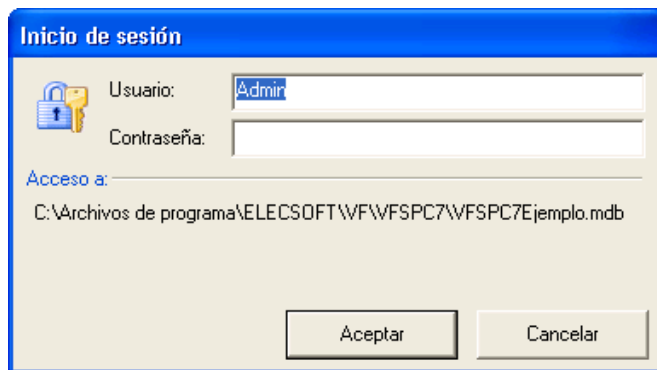 Inicio de sesión
Usuario: Admin
Contraseña:
Acceso a:
C:\Archivos de programa\ELECSOFT\VF\VFSPC7\VFSPC7Ejemplo.mdb
Aceptar Cancelar